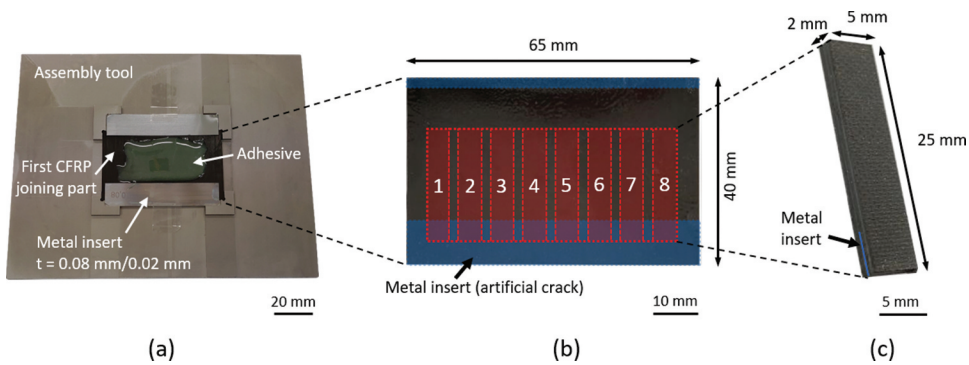 Assembly tool
First CFRP
joining part
Adhesive
Metal insert
t = 0.08 mm/0.02 mm
20 mm
(a)
65 mm
40 mm
1 2 3 4 5 6 7 8
Metal insert (artificial crack)
10 mm
(b)
2 mm
5 mm
25 mm
Metal
insert
5 mm
(c)